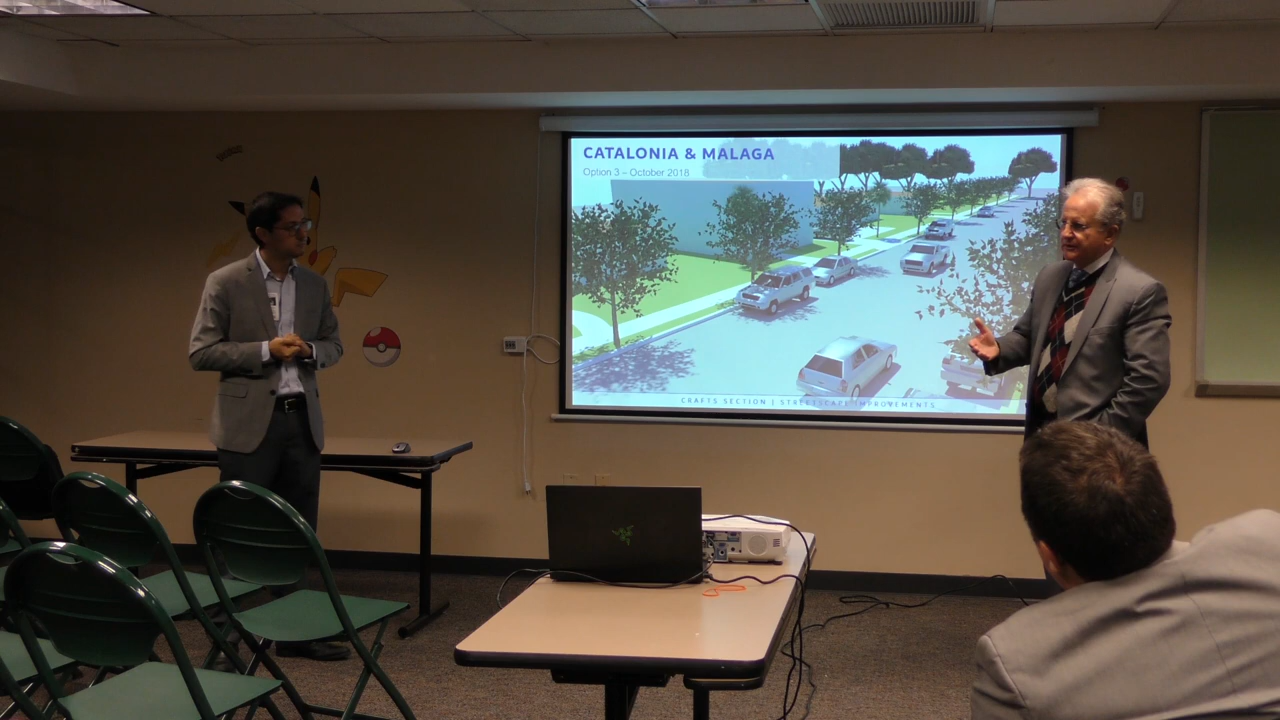 CATALONIA & MALAGA
Option 3 – October 2018
CRAFTS SECTION | STREETSCAPE IMPROVEMENTS